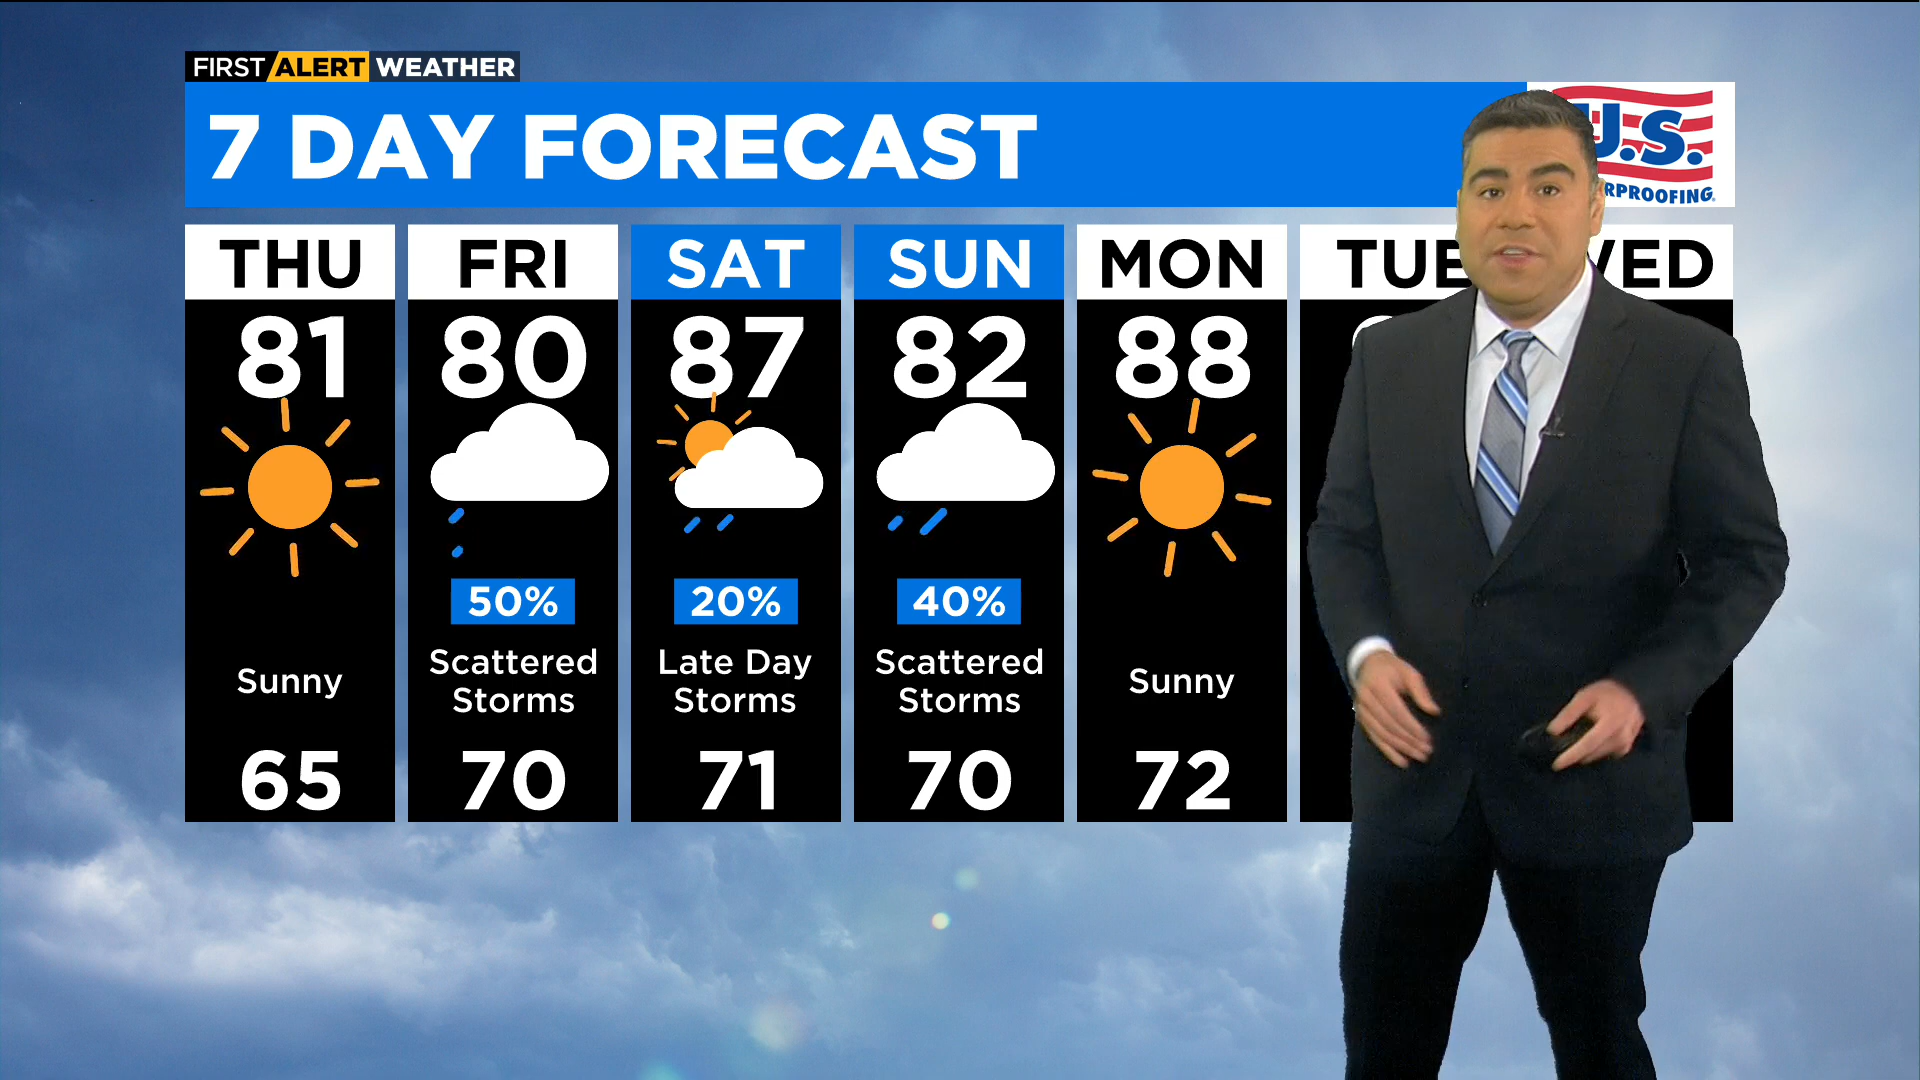 FIRST ALERT WEATHER
7 DAY FORECAST
U.S.
THU
FRI
SAT
SUN
MON
81
80
87
82
88
50%
20%
40%
Sunny
Scattered
Storms
Late Day
Storms
Scattered
Storms
Sunny
65
70
71
70
72